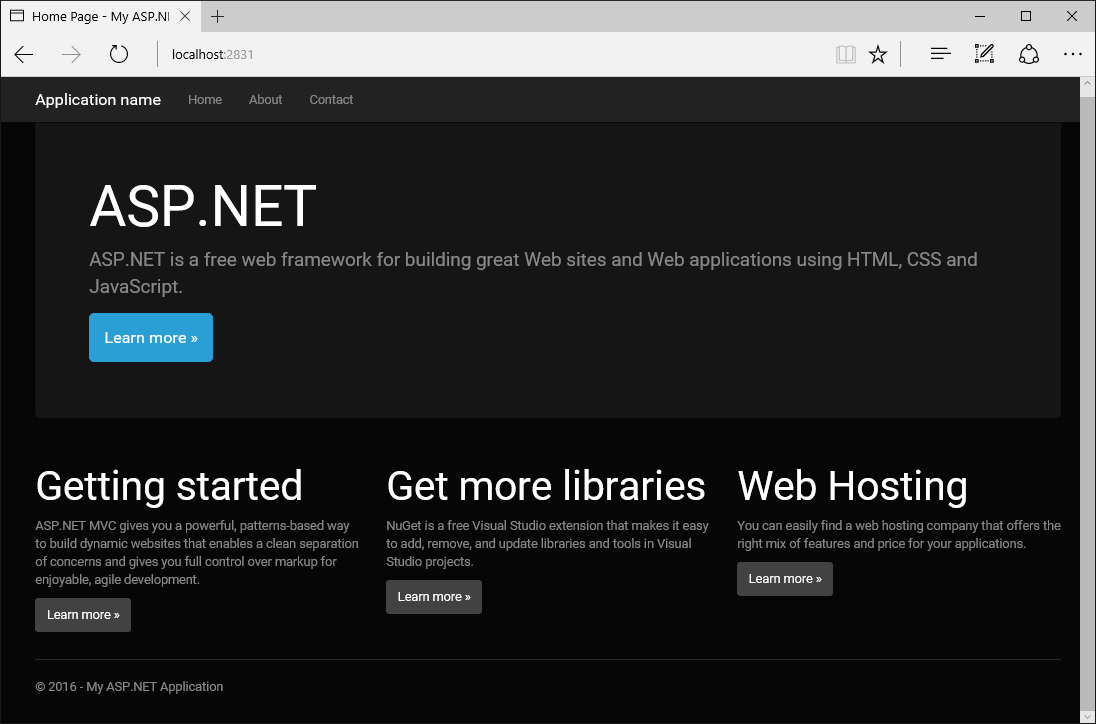 Home Page - My ASP.N
localhost:2831
Application name Home About Contact
ASP.NET
ASP.NET is a free web framework for building great Web sites and Web applications using HTML, CSS and
JavaScript.
Learn more »
Getting started
ASP.NET MVC gives you a powerful, patterns-based way
to build dynamic websites that enables a clean separation
of concerns and gives you full control over markup for
enjoyable, agile development.
Learn more »
Get more libraries
NuGet is a free Visual Studio extension that makes it easy
to add, remove, and update libraries and tools in Visual
Studio projects.
Learn more »
Web Hosting
You can easily find a web hosting company that offers the
right mix of features and price for your applications.
Learn more »
© 2016 - My ASP.NET Application